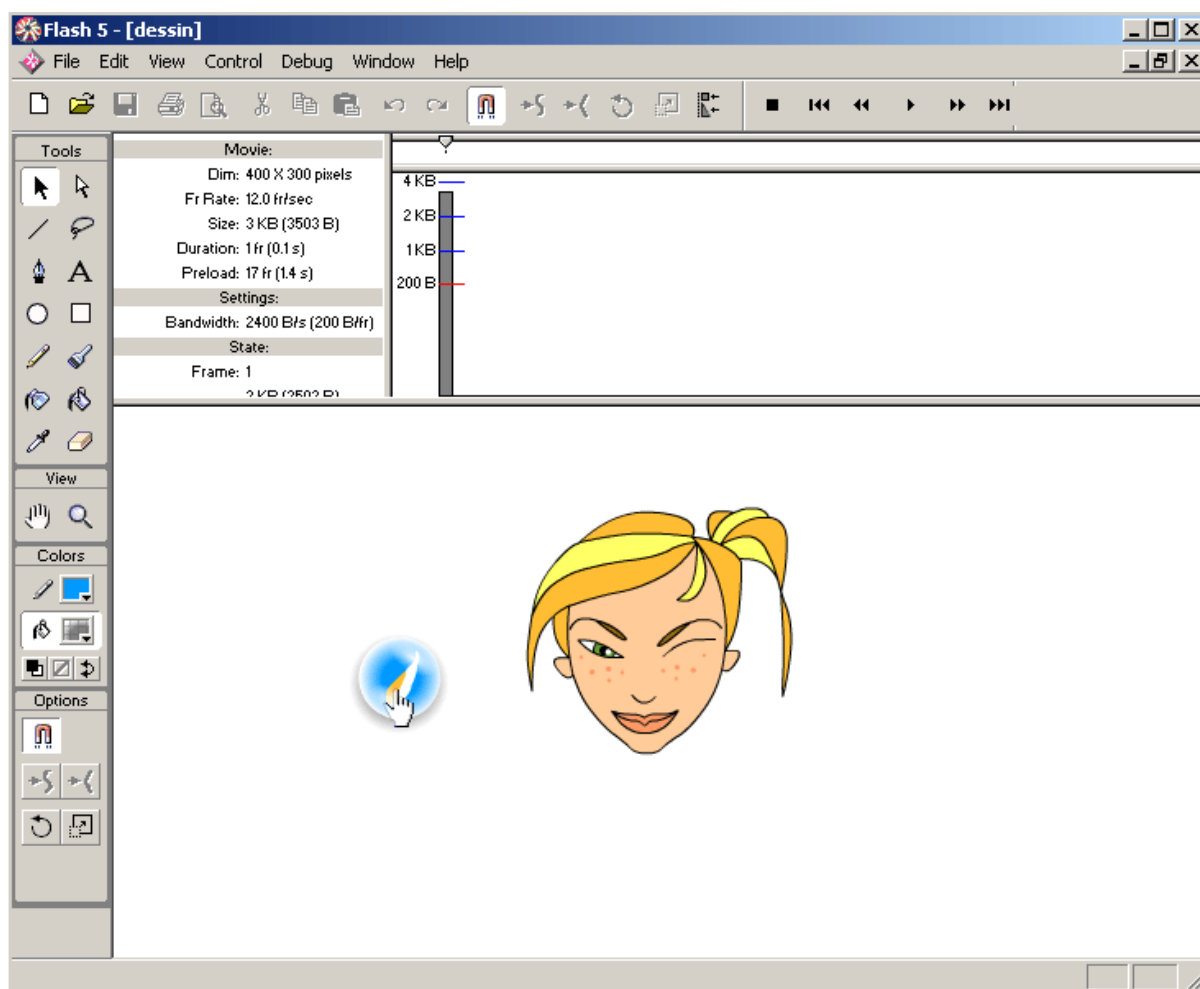 Flash 5 - [dessin]
File Edit View Control Debug Window Help
Tools
Movie:
Dim: 400 X 300 pixels
Fr Rate: 12.0 fr/sec
Size: 3 KB (3503 B)
Duration: 1 fr (0.1 s)
Preload: 17 fr (1.4 s)
Settings:
Bandwidth: 2400 B/s (200 B/fr)
State:
Frame: 1
4 KB
2 KB
1 KB
200 B
A
View
Colors
Options